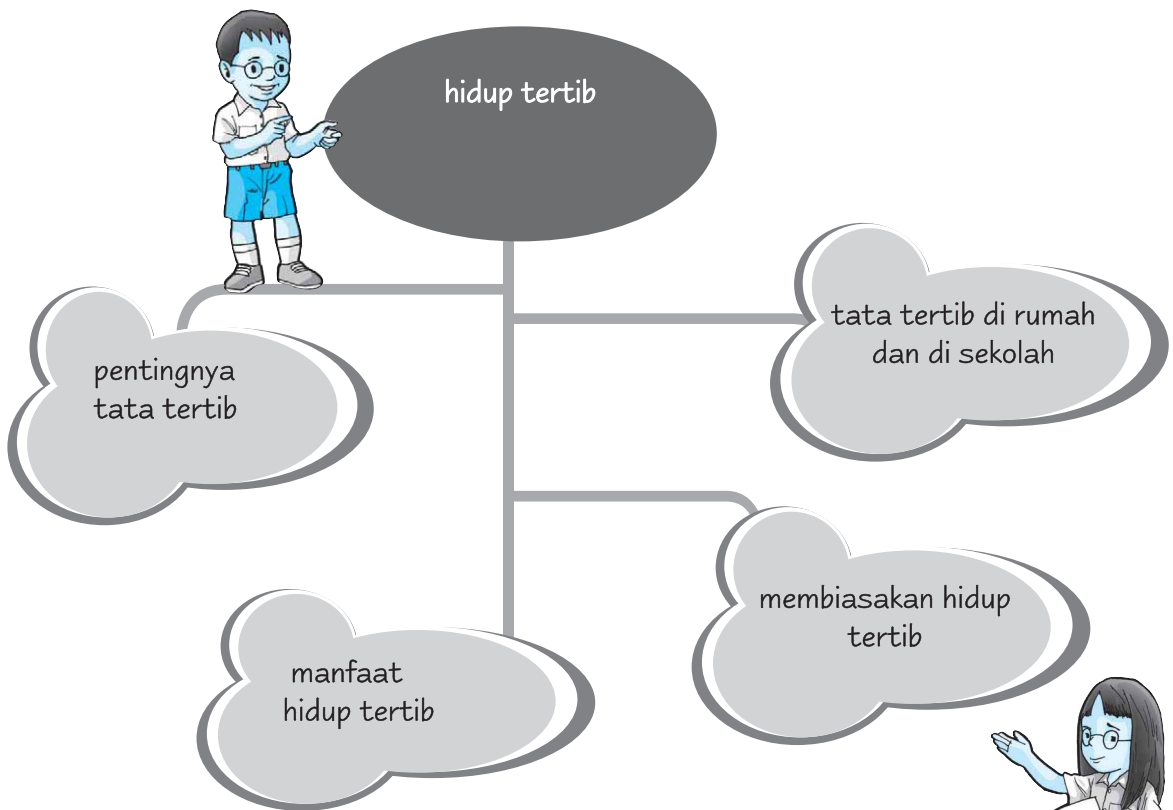 hidup tertib
tata tertib di rumah
dan di sekolah
pentingnya
tata tertib
membiasakan hidup
tertib
manfaat
hidup tertib